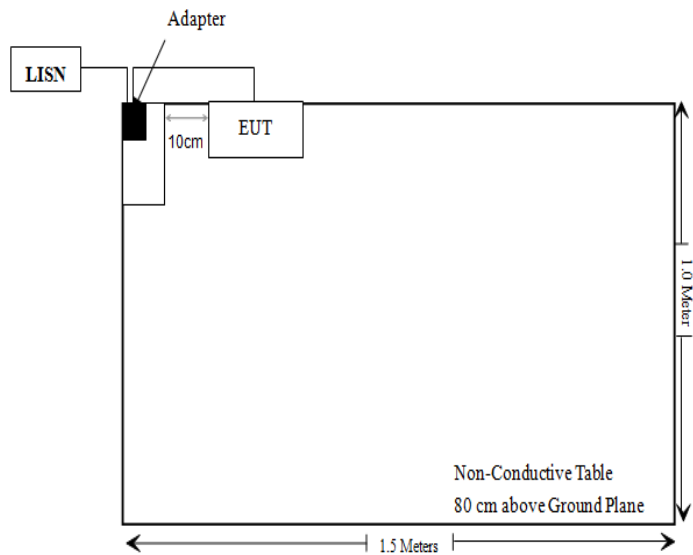 Adapter
LISN
10cm
EUT
1.0 Meter
Non-Conductive Table
80 cm above Ground Plane
1.5 Meters